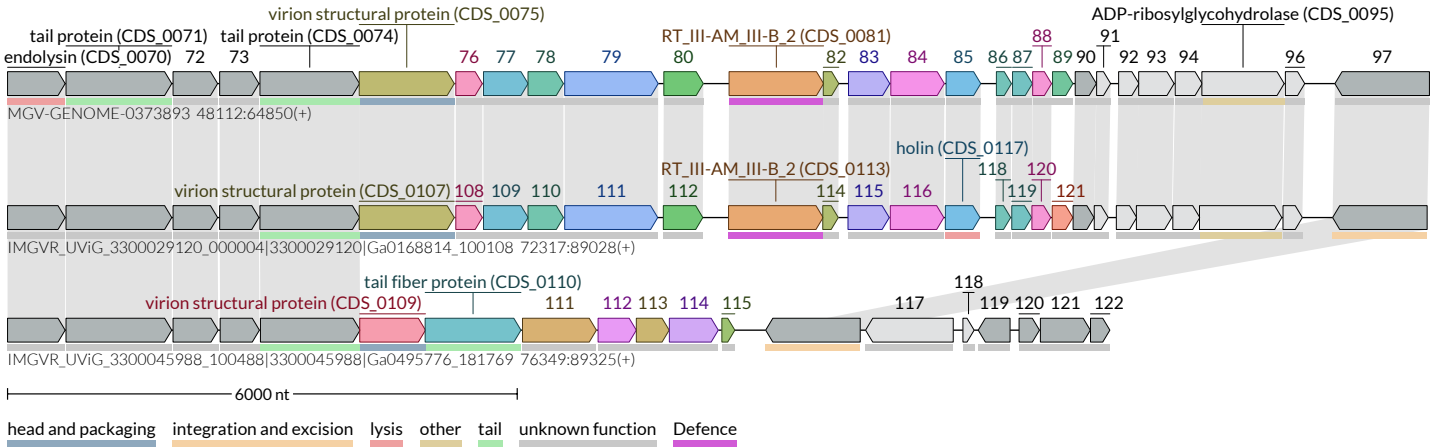 virion structural protein (CDS_0075) ADP-ribosylglycohydrolase (CDS_0095)
tail protein (CDS_0071) tail protein (CDS_0074) RT_III-AM_III-B_2 (CDS_0081) 88 91
endolysin (CDS_0070) 72 73 76 77 78 79 80 82 83 84 85 86 87 89 90 92 93 94 96 97
MGV-GENOME-0373893 48112:64850(+)
holin (CDS_0117)
RT_III-AM_III-B_2 (CDS_0113) 118 120
virion structural protein (CDS_0107) 108 109 110 111 112 114 115 116 119 121
IMGVR_UViG_3300029120_000004|3300029120|Ga0168814_100108 72317:89028(+)
tail fiber protein (CDS_0110) 118
virion structural protein (CDS_0109) 111 112 113 114 115 117 119 120 121 122
IMGVR_UViG_3300045988_100488|3300045988|Ga0495776_181769 76349:89325(+)
6000 nt
head and packaging integration and excision lysis other tail unknown function Defence